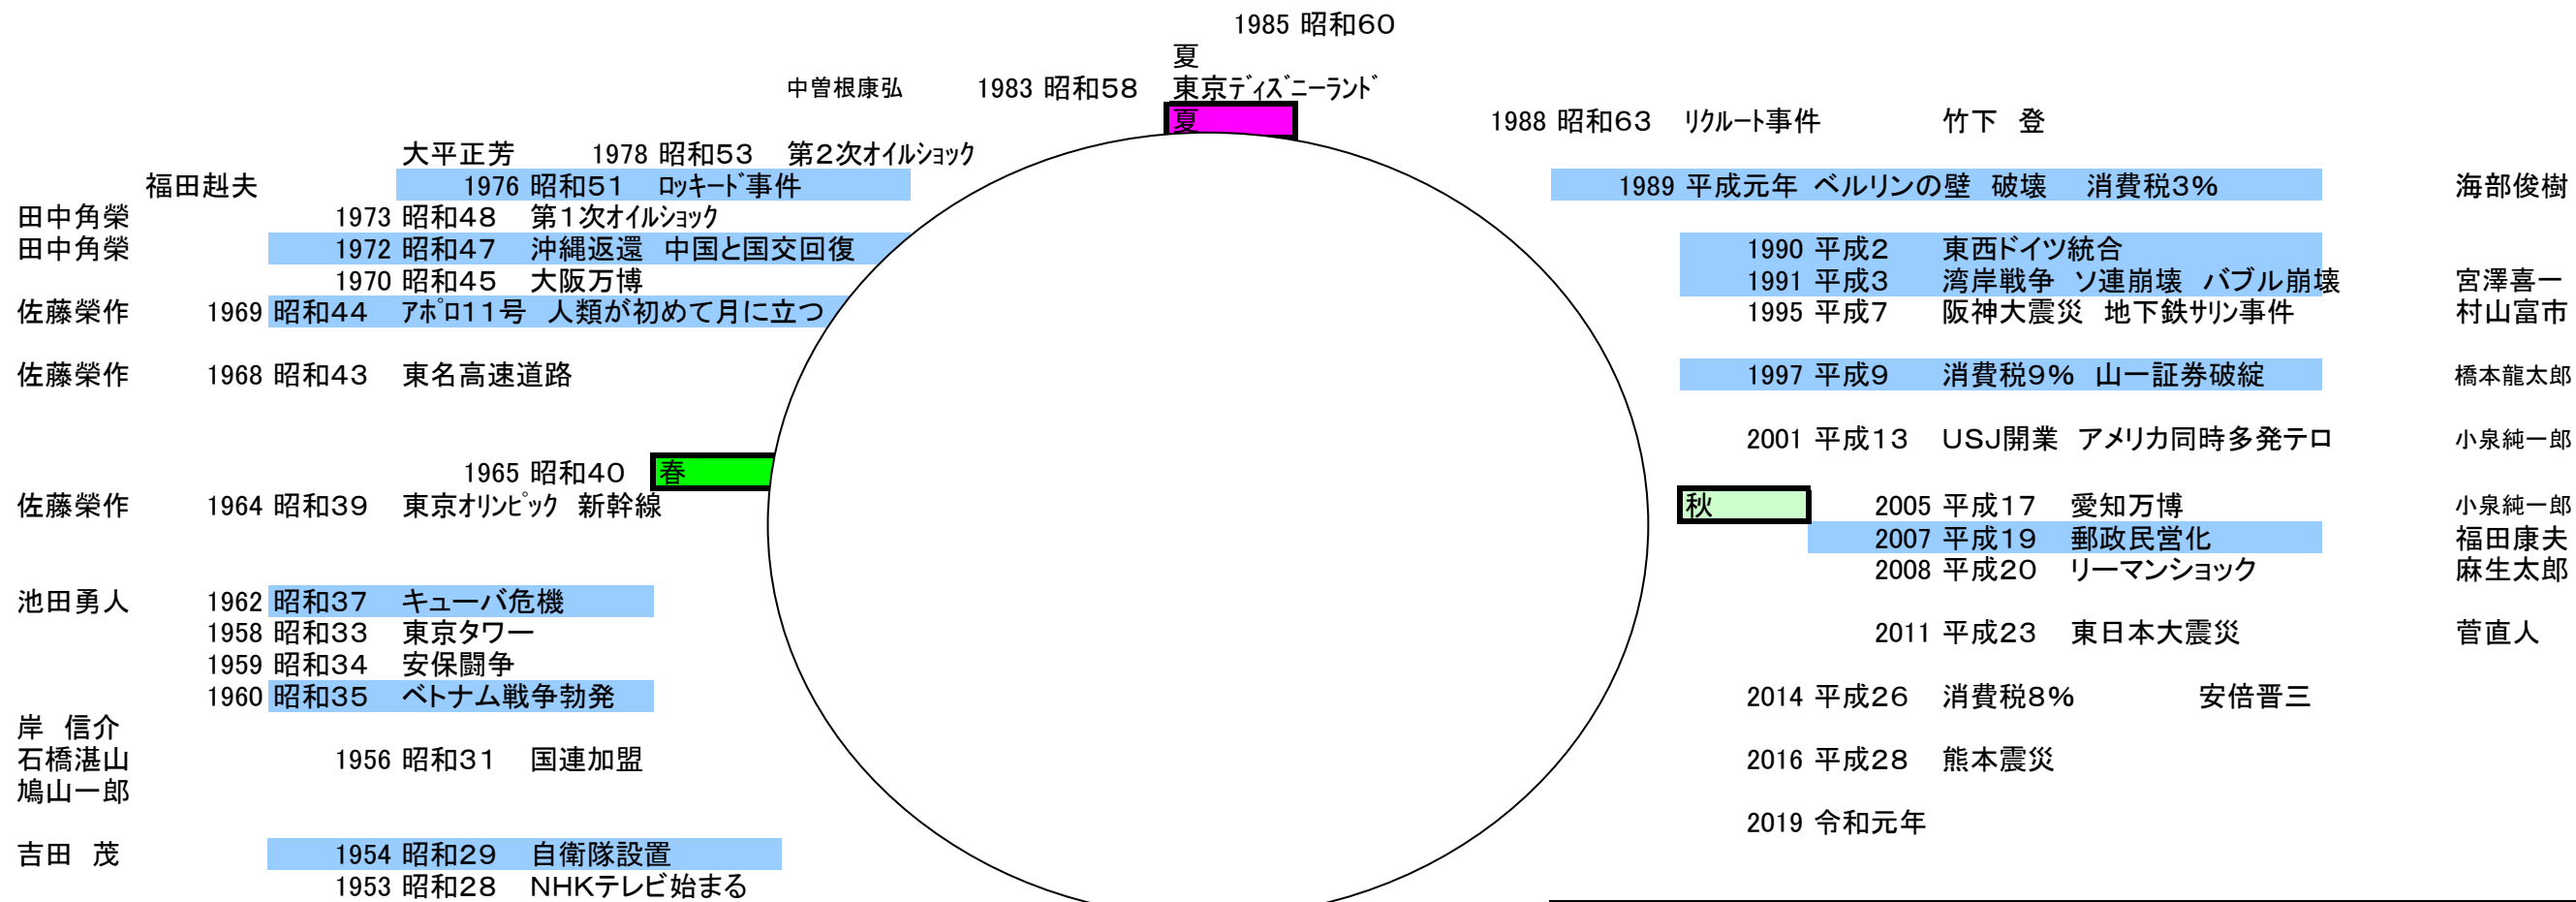 1985 昭和60
夏
中曽根康弘 1983 昭和58 東京ディズニーランド
夏 1988 昭和63 リクルート事件 竹下 登
大平正芳 1978 昭和53 第2次オイルショック
福田赳夫 1976 昭和51 ロッキード事件 1989 平成元年 ベルリンの壁 破壊 消費税3% 海部俊樹
田中角榮 1973 昭和48 第1次オイルショック
田中角榮 1972 昭和47 沖縄返還 中国と国交回復 1990 平成2 東西ドイツ統合
1970 昭和45 大阪万博 1991 平成3 湾岸戦争 ソ連崩壊 バブル崩壊 宮澤喜一
佐藤榮作 1969 昭和44 アポロ11号 人類が初めて月に立つ 1995 平成7 阪神大震災 地下鉄サリン事件 村山富市
佐藤榮作 1968 昭和43 東名高速道路 1997 平成9 消費税9% 山一証券破綻 橋本龍太郎
2001 平成13 USJ開業 アメリカ同時多発テロ 小泉純一郎
1965 昭和40 春
佐藤榮作 1964 昭和39 東京オリンピック 新幹線 秋 2005 平成17 愛知万博 小泉純一郎
2007 平成19 郵政民営化 福田康夫
2008 平成20 リーマンショック 麻生太郎
池田勇人 1962 昭和37 キューバ危機
1958 昭和33 東京タワー 2011 平成23 東日本大震災 菅直人
1959 昭和34 安保闘争
1960 昭和35 ベトナム戦争勃発 2014 平成26 消費税8% 安倍晋三
岸 信介
石橋湛山 1956 昭和31 国連加盟 2016 平成28 熊本震災
鳩山一郎
2019 令和元年
吉田 茂 1954 昭和29 自衛隊設置
1953 昭和28 NHKテレビ始まる